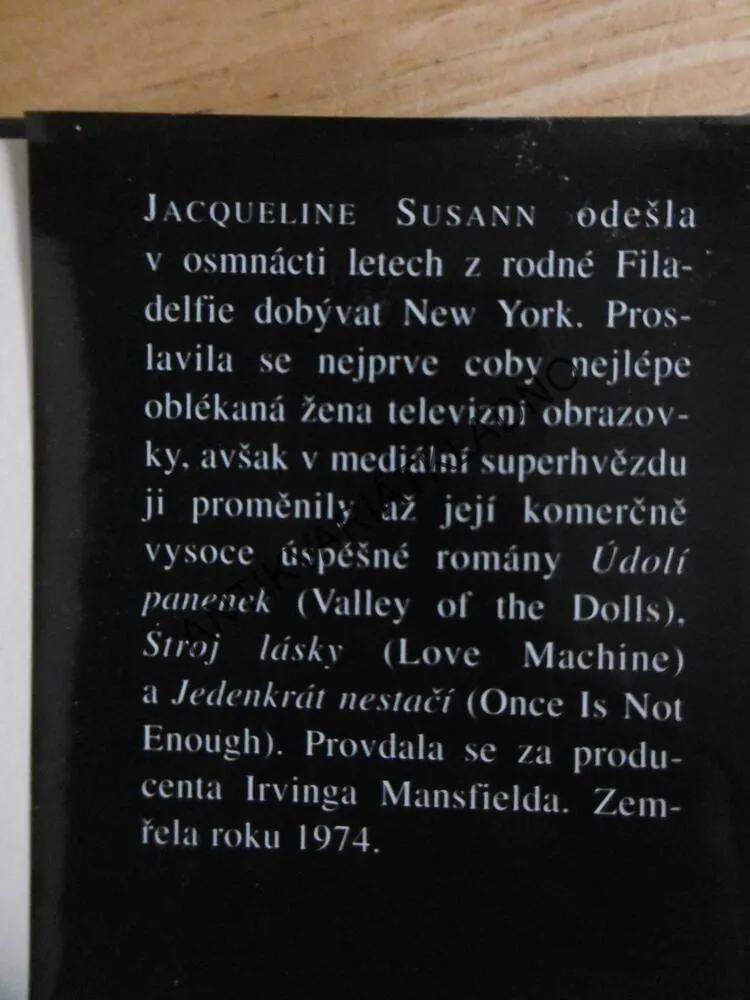 JACQUELINE SUSANN odešla
v osmnácti letech z rodné Fila-
delfie dobývat New York. Pros-
lavila se nejprve coby nejlépe
oblékaná žena televizní obrazov-
ky, avšak v mediální superhvězdu
ji proměnily až její komerčně
vysoce úspěšné romány Údolí
panenek (Valley of the Dolls),
Stroj lásky (Love Machine)
a Jedenkrát nestačí (Once Is Not
Enough). Provdala se za produ-
centa Irvinga Mansfielda. Zem-
řela roku 1974.
ANTIKVARIÁT KLADNO